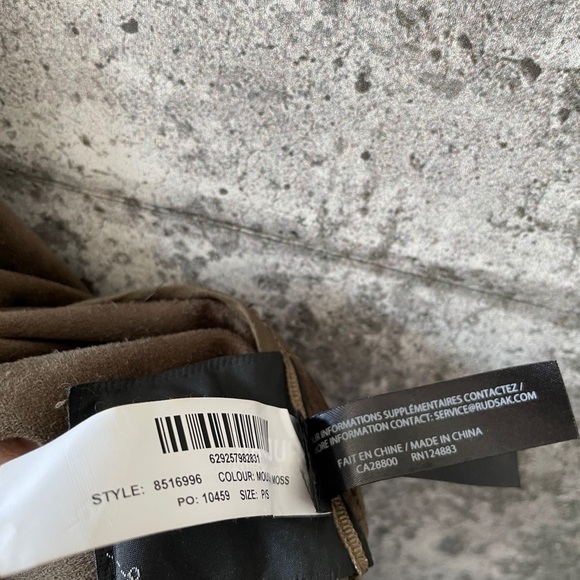 629257982831
STYLE: 8516996 COLOUR: MOSS
PO: 10459 SIZE: P/S
INFORMATIONS SUPPLÉMENTAIRES CONTACTEZ /
MORE INFORMATION CONTACT: SERVICE@RUDSAK.COM
FAIT EN CHINE / MADE IN CHINA
CA28800 RN124883